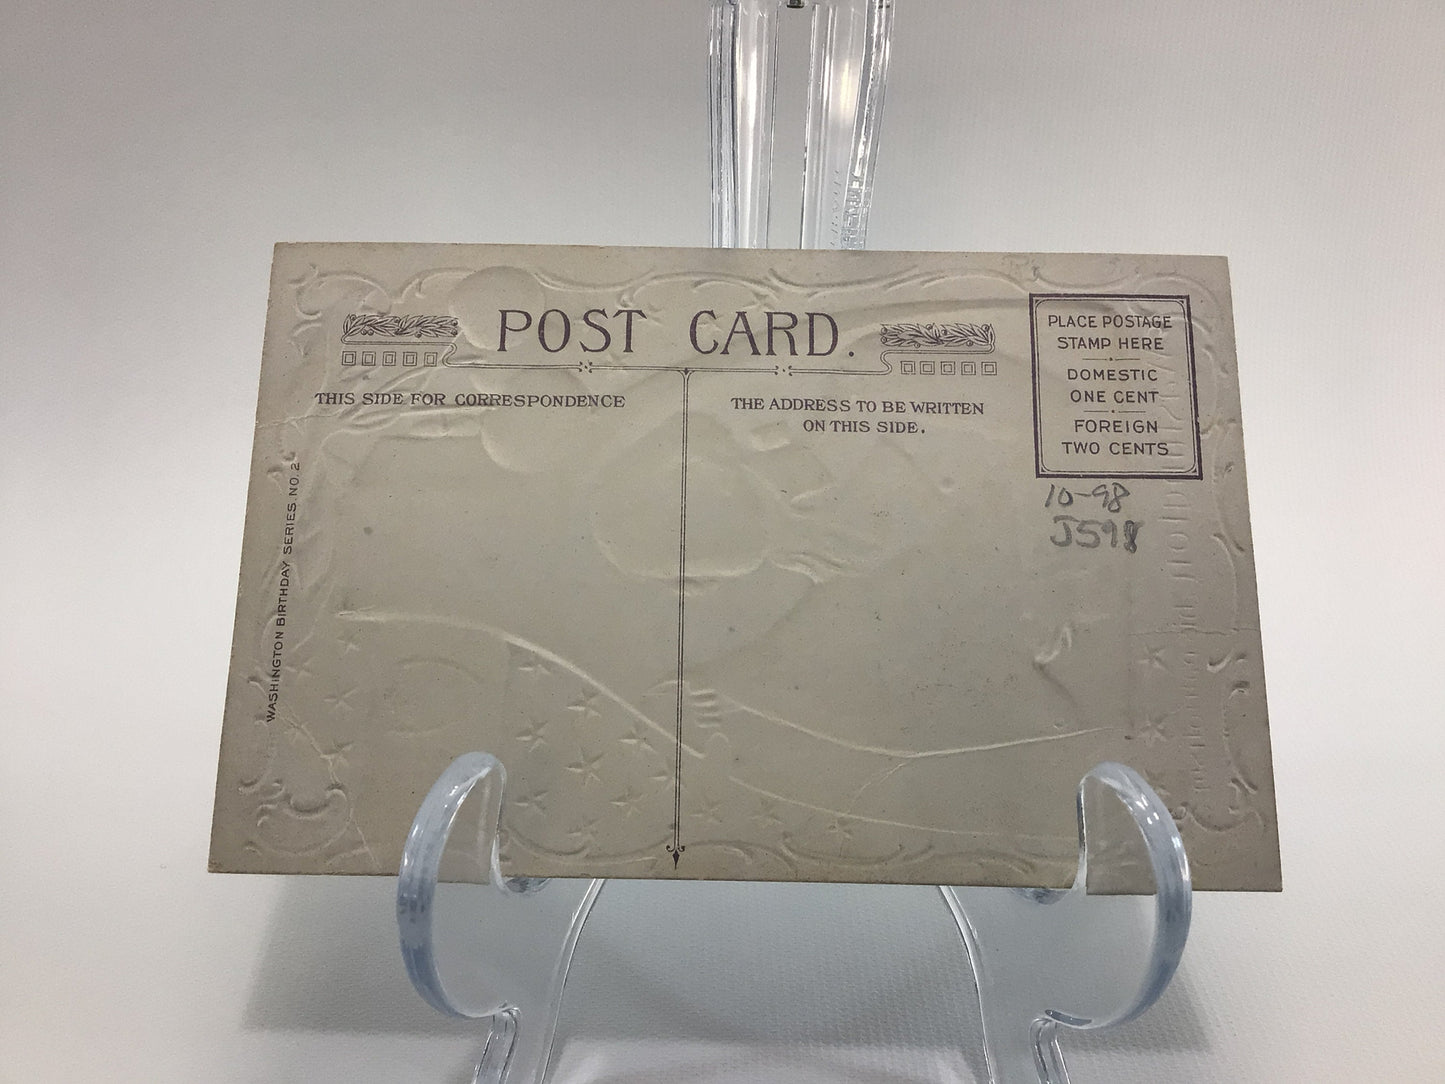 POST CARD.
THIS SIDE FOR CORRESPONDENCE
THE ADDRESS TO BE WRITTEN
ON THIS SIDE.
PLACE POSTAGE
STAMP HERE
DOMESTIC
ONE CENT
FOREIGN
TWO CENTS
10-98
J598
WASHINGTON BIRTHDAY SERIES NO. 2